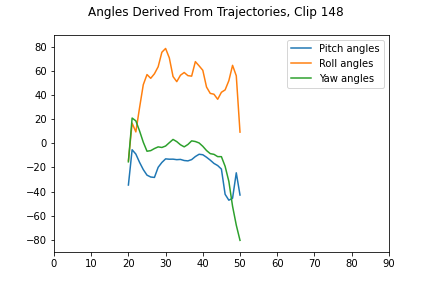 Angles Derived From Trajectories, Clip 148
Pitch angles
Roll angles
Yaw angles
80
60
40
20
0
−20
−40
−60
−80
0 10 20 30 40 50 60 70 80 90